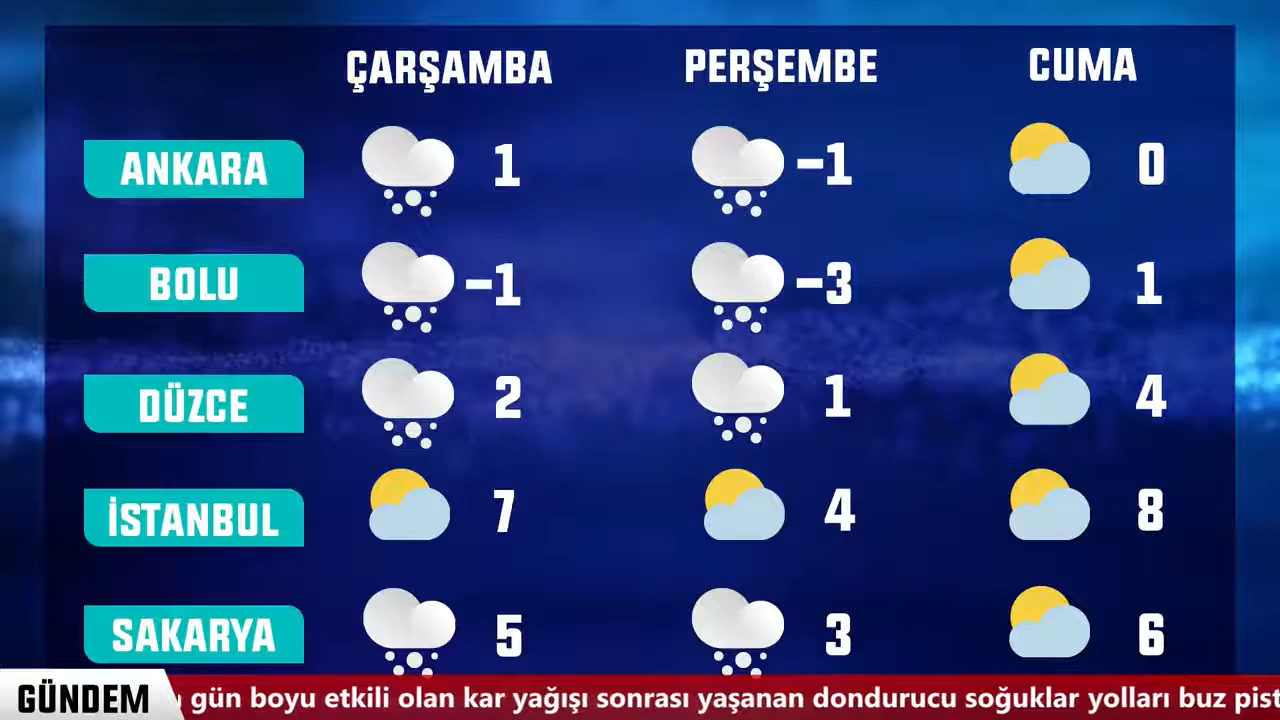 ÇARŞAMBA PERŞEMBE CUMA
ANKARA 1 -1 0
BOLU -1 -3 1
DÜZCE 2 1 4
İSTANBUL 7 4 8
SAKARYA 5 3 6
GÜNDEM gün boyu etkili olan kar yağışı sonrası yaşanan dondurucu soğuklar yolları buz pist